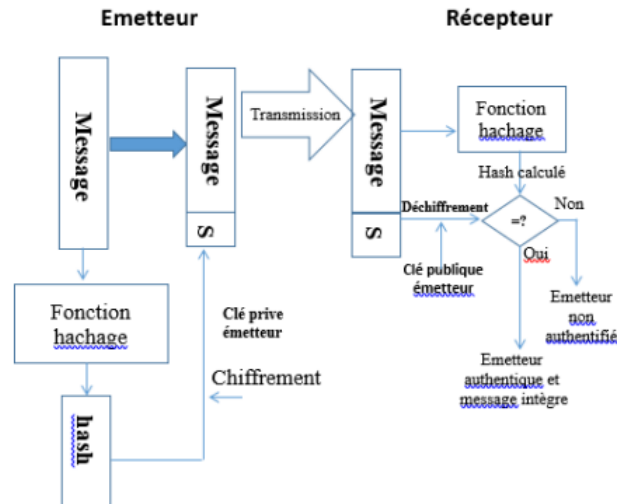 Emetteur
Récepteur
Message
Message
S
Transmission
Message
S
Fonction
hachage
Hash calculé
Déchiffrement
=?
Non
Oui
Clé publique
émetteur
Emetteur
non
authentifié
Emetteur
authentique et
message intègre
Fonction
hachage
Clé prive
émetteur
Chiffrement
hash